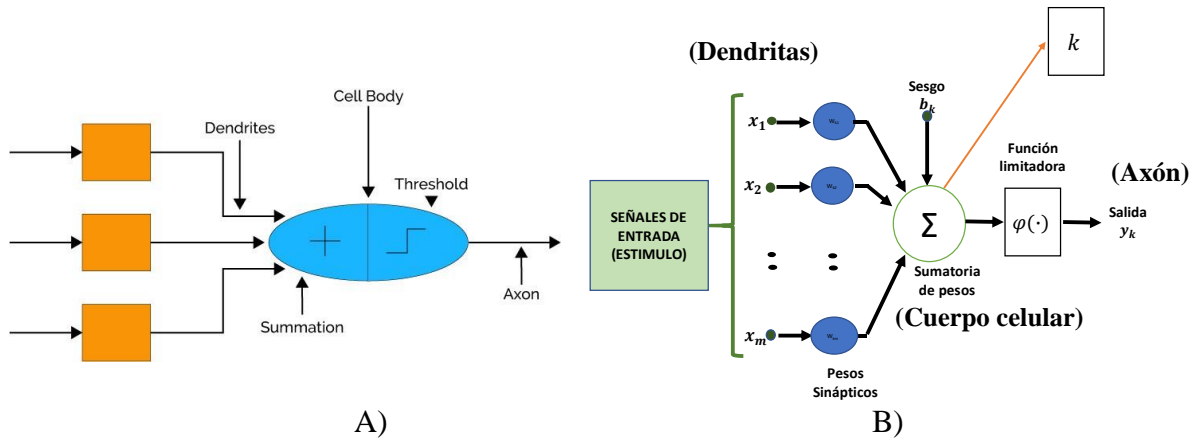 Cell Body
Dendrites
Threshold
Axon
Summation
A)
(Dendritas)
k
Sesgo
b_k
x_1
x_2
x_m
SEÑALES DE
ENTRADA
(ESTIMULO)
Σ
Función
limitadora
φ(·)
(Axón)
Salida
y_k
Sumatoria
de pesos
(Cuerpo celular)
Pesos
Sinápticos
B)